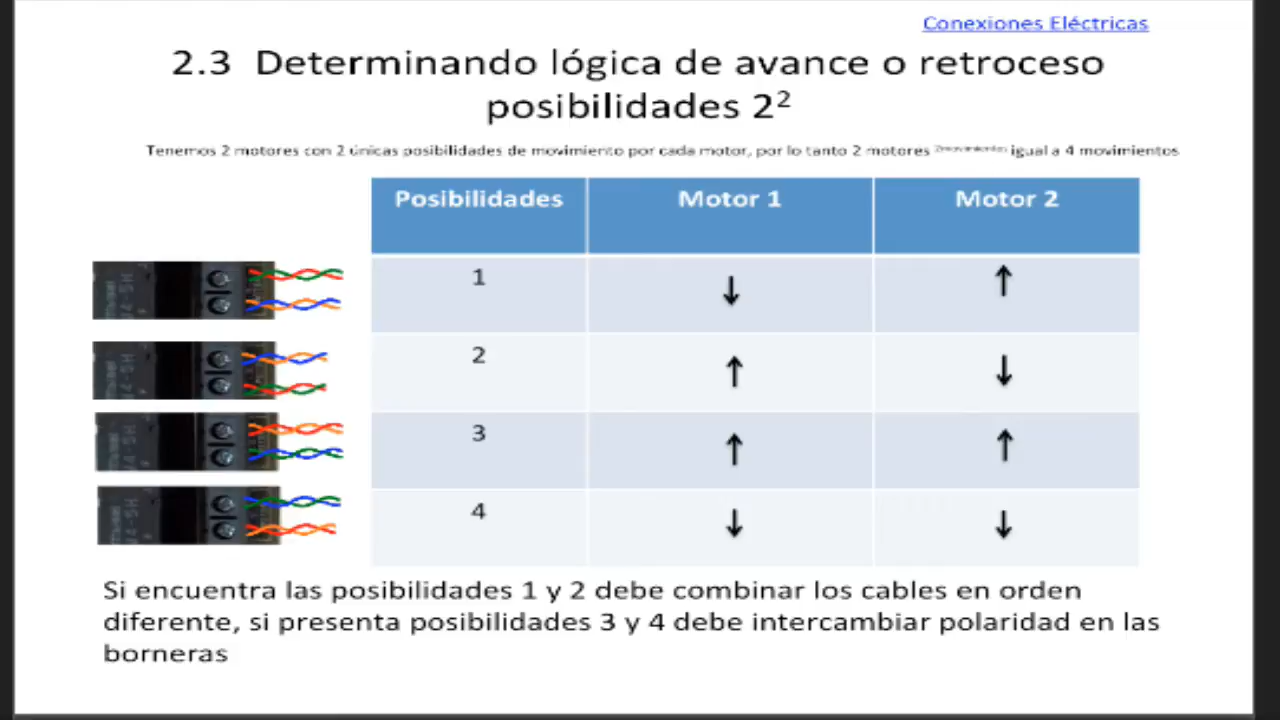 Conexiones Eléctricas
2.3 Determinando lógica de avance o retroceso
posibilidades 2²
Tenemos 2 motores con 2 únicas posibilidades de movimiento por cada motor, por lo tanto 2 motores ²movimientos igual a 4 movimientos
Posibilidades Motor 1 Motor 2
1 ↓ ↑
2 ↑ ↓
3 ↑ ↑
4 ↓ ↓
Si encuentra las posibilidades 1 y 2 debe combinar los cables en orden
diferente, si presenta posibilidades 3 y 4 debe intercambiar polaridad en las
borneras